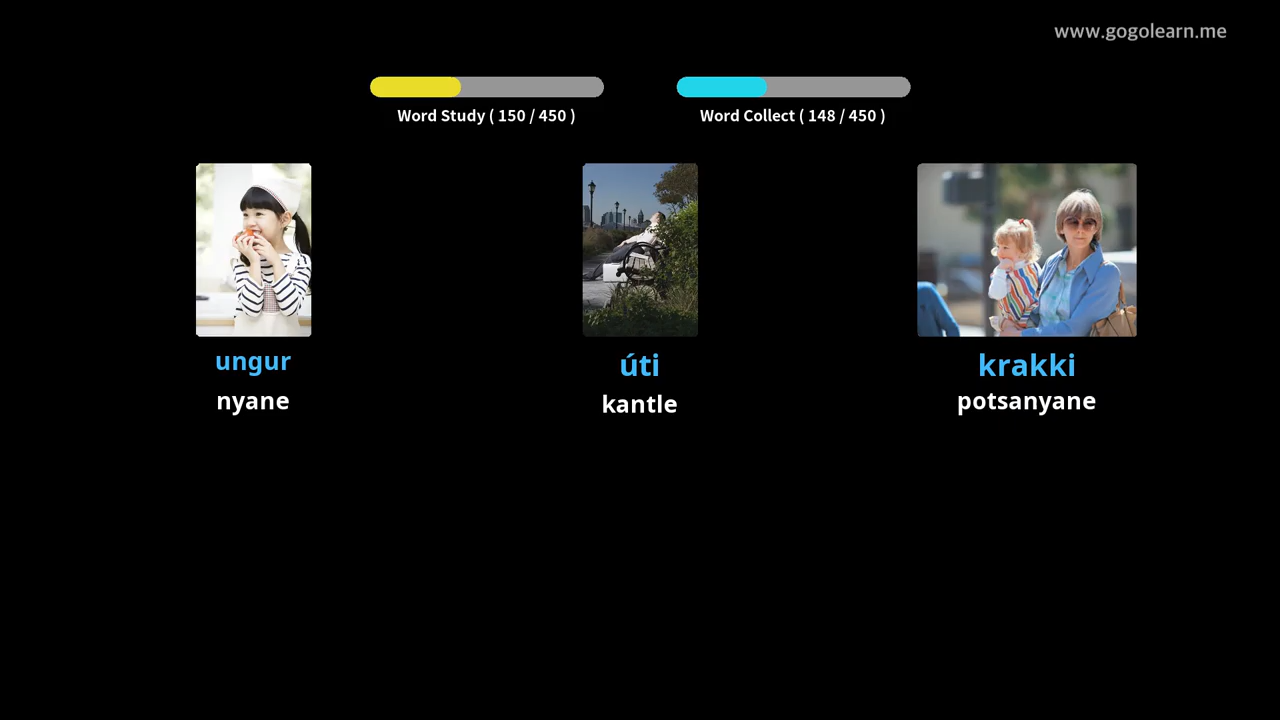 www.gogolearn.me
Word Study ( 150 / 450 )
Word Collect ( 148 / 450 )
ungur
nyane
úti
kantle
krakki
potsanyane